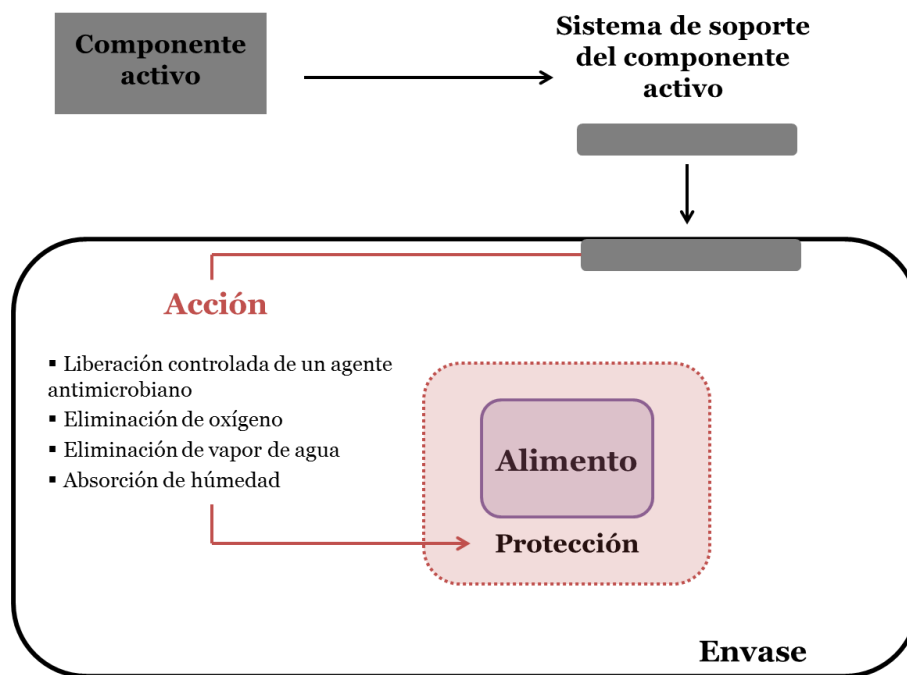 Componente
activo
Sistema de soporte
del componente
activo
Acción
▪ Liberación controlada de un agente
antimicrobiano
▪ Eliminación de oxígeno
▪ Eliminación de vapor de agua
▪ Absorción de húmedad
Alimento
Protección
Envase